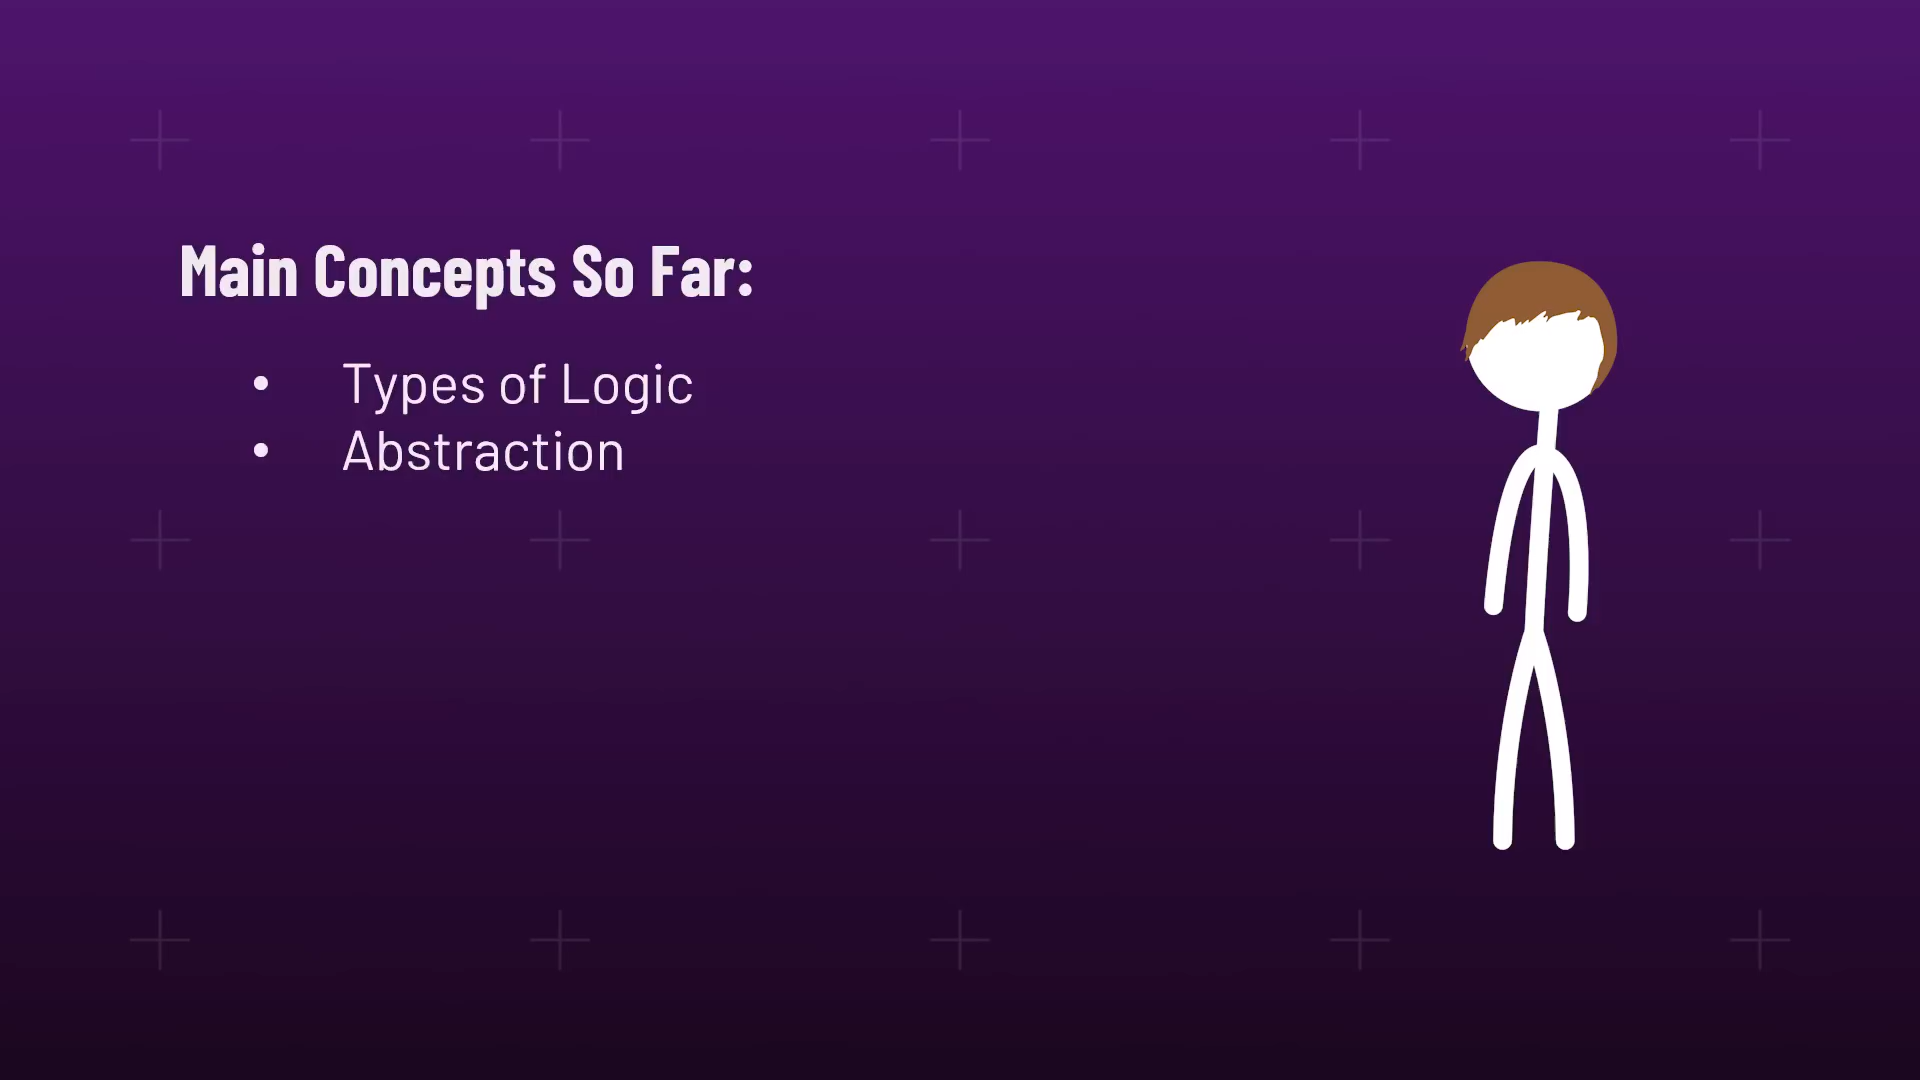 Main Concepts So Far:
• Types of Logic
• Abstraction